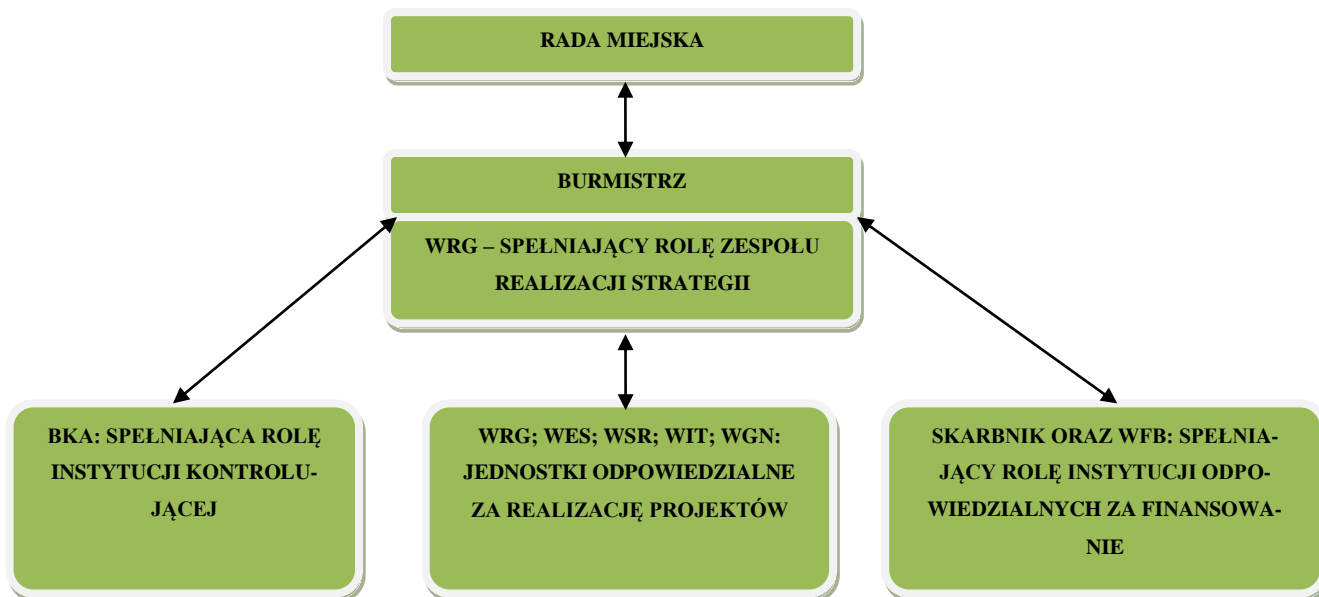 RADA MIEJSKA
BURMISTRZ
WRG – SPEŁNIAJĄCY ROLĘ ZESPOŁU
REALIZACJI STRATEGII
BKA: SPEŁNIAJĄCA ROLĘ
INSTYTUCJI KONTROLU-
JĄCEJ
WRG; WES; WSR; WIT; WGN:
JEDNOSTKI ODPOWIEDZIALNE
ZA REALIZACJĘ PROJEKTÓW
SKARBNIK ORAZ WFB: SPEŁNIA-
JĄCY ROLĘ INSTYTUCJI ODPO-
WIEDZIALNYCH ZA FINANSOWA-
NIE